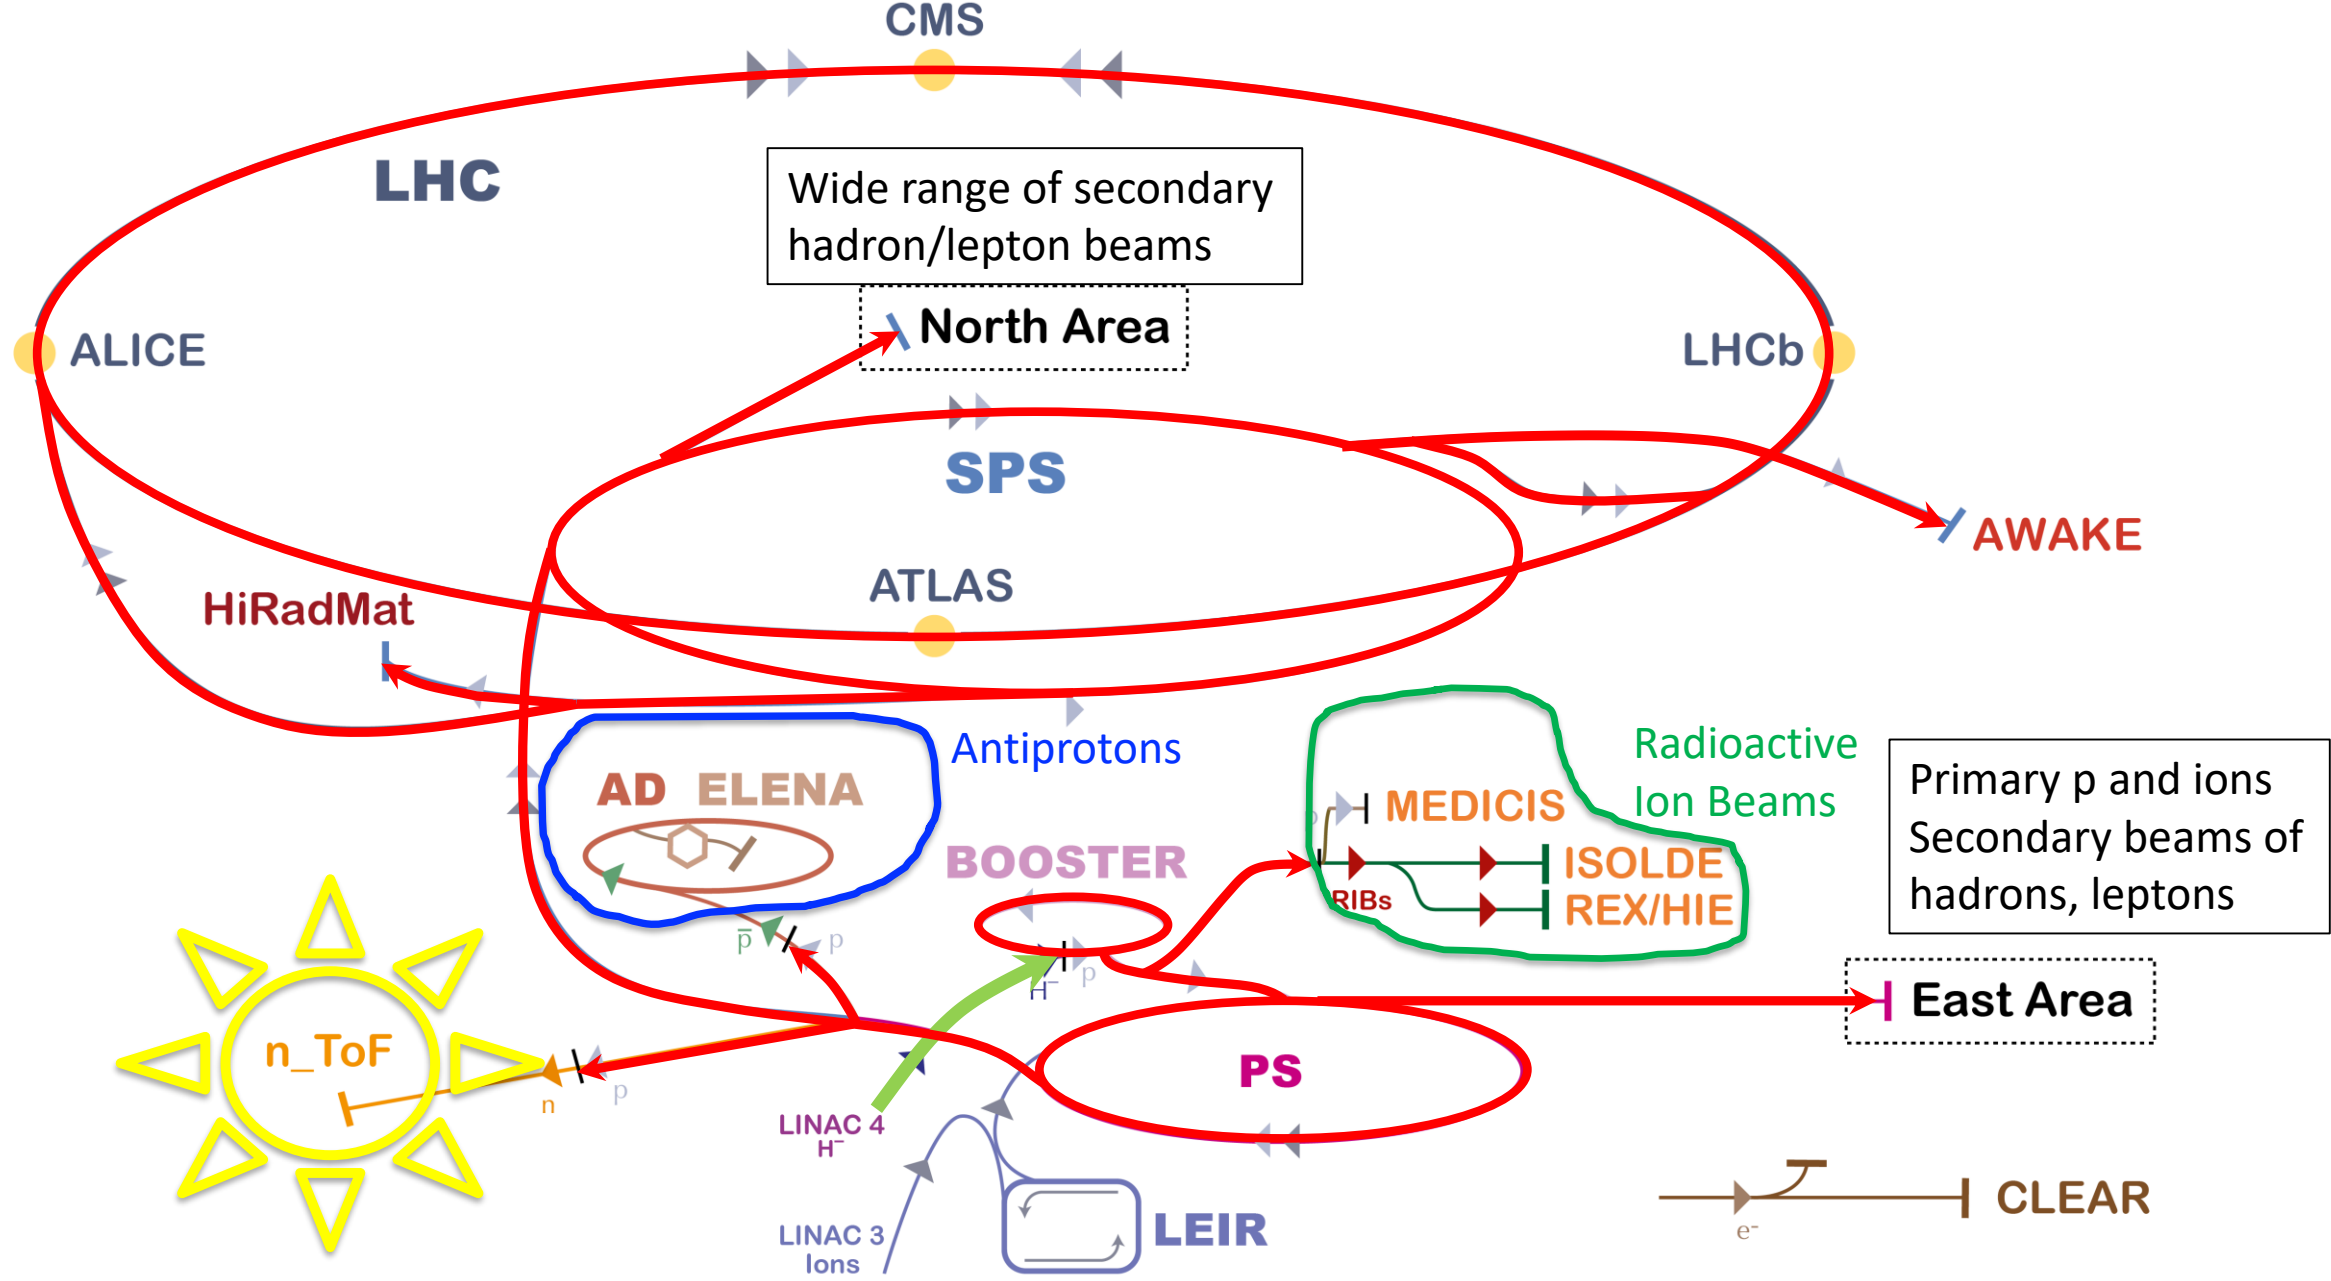 CMS
LHC
Wide range of secondary
hadron/lepton beams
North Area
ALICE
LHCb
SPS
AWAKE
ATLAS
HiRadMat
Antiprotons
Radioactive
Ion Beams
Primary p and ions
Secondary beams of
hadrons, leptons
AD ELENA
MEDICIS
BOOSTER
ISOLDE
RIBs
REX/HIE
p̅
p
p
H⁻
East Area
n_ToF
n
p
PS
LINAC 4
H⁻
CLEAR
e⁻
LINAC 3
Ions
LEIR